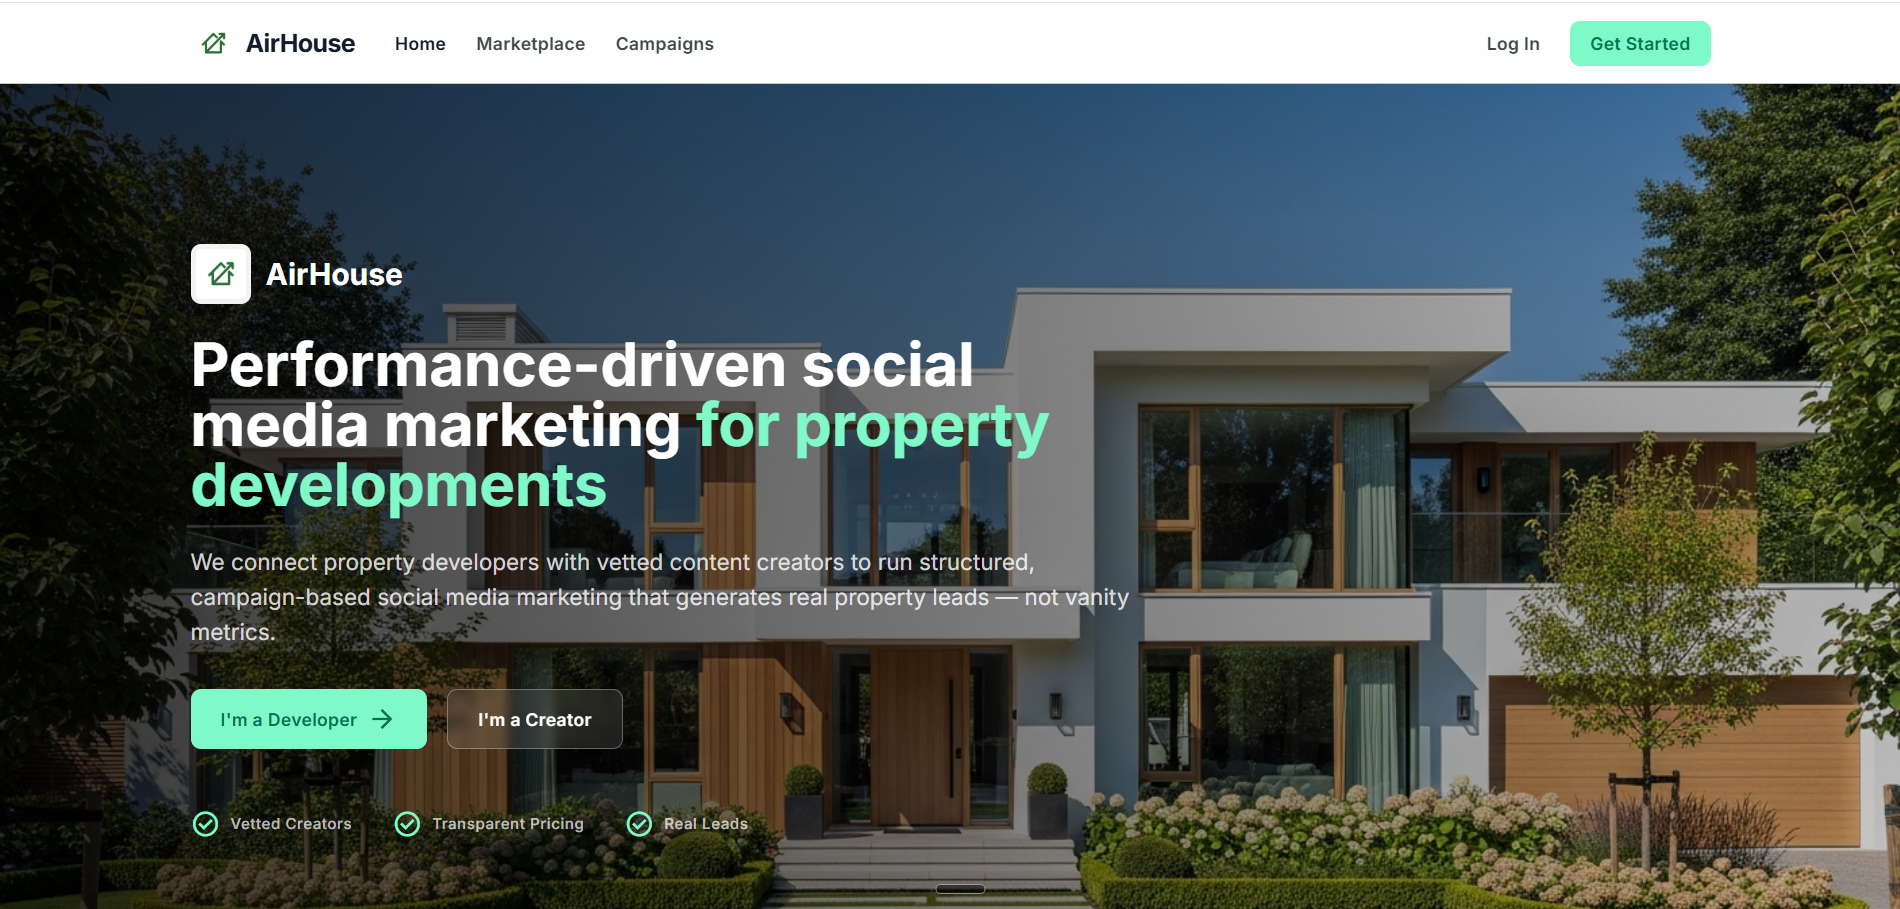 AirHouse
Home
Marketplace
Campaigns
Log In
Get Started
AirHouse
Performance-driven social
media marketing for property
developments
We connect property developers with vetted content creators to run structured,
campaign-based social media marketing that generates real property leads — not vanity
metrics.
I'm a Developer
I'm a Creator
Vetted Creators
Transparent Pricing
Real Leads